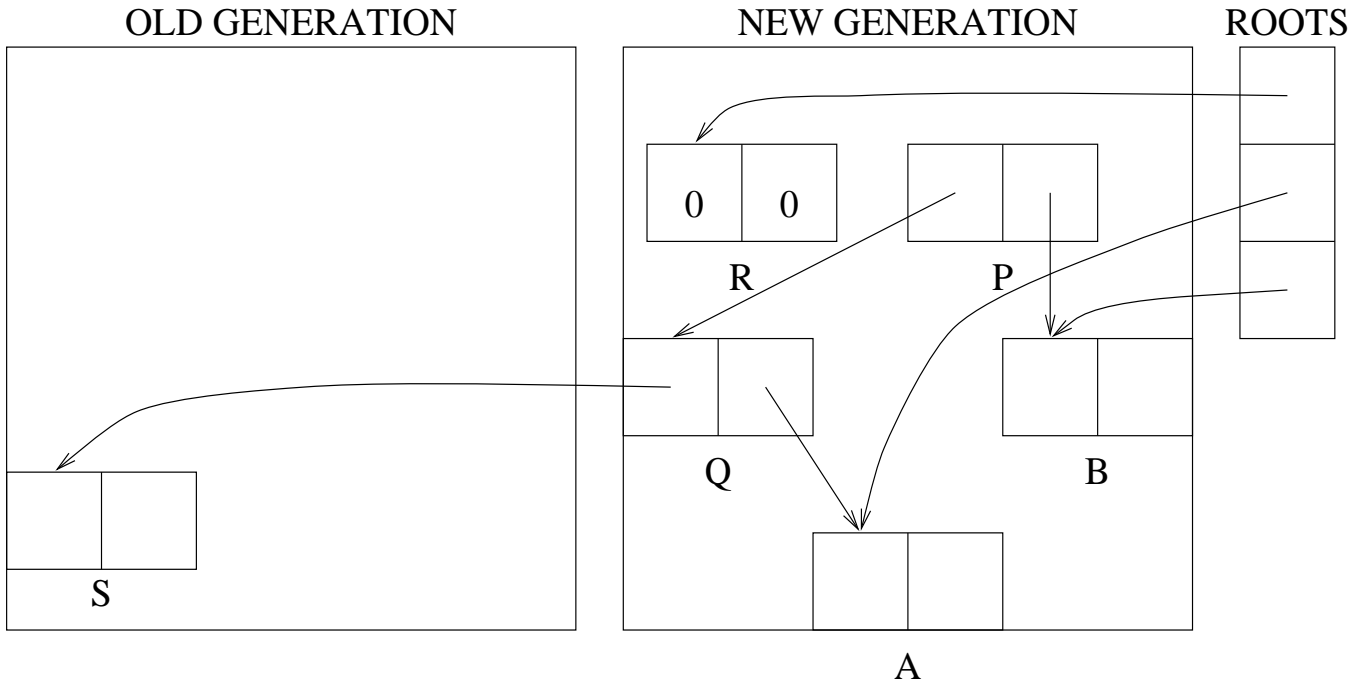 OLD GENERATION NEW GENERATION ROOTS
0 0
R P
Q B
S
A